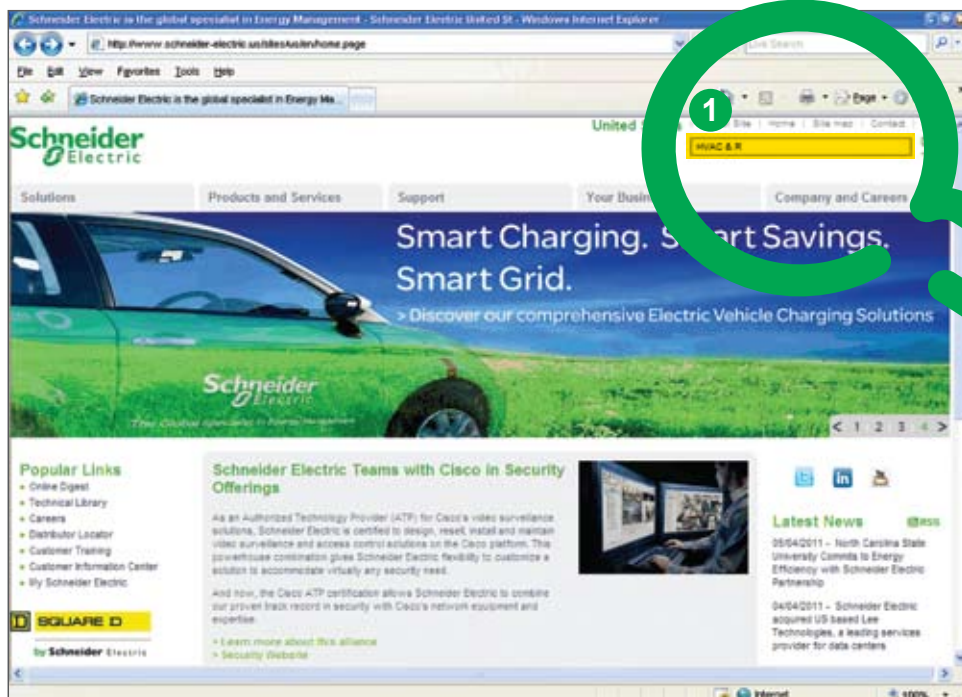 Schneider Electric is the global specialist in Energy Management - Schneider Electric United St - Windows Internet Explorer
http://www.schneider-electric.us/sites/us/en/home.page
Live Search
File Edit View Favorites Tools Help
Schneider Electric is the global specialist in Energy Ma...
Page
1
Schneider Electric
United S
Site | Home | Site map | Contact
HVAC & R
Solutions
Products and Services
Support
Your Busin
Company and Careers
Smart Charging. Smart Savings.
Smart Grid.
> Discover our comprehensive Electric Vehicle Charging Solutions
Schneider Electric
The Global Specialist in Energy Management
< 1 2 3 4 >
Popular Links
Online Digest
Technical Library
Careers
Distributor Locator
Customer Training
Customer Information Center
My Schneider Electric
D SQUARE D
by Schneider Electric
Schneider Electric Teams with Cisco in Security
Offerings
As an Authorized Technology Provider (ATP) for Cisco's video surveillance
solutions, Schneider Electric is certified to design, resell, install and maintain
video surveillance and access control solutions on the Cisco platform. This
powerhouse combination gives Schneider Electric flexibility to customize a
solution to accommodate virtually any security need.
And now, the Cisco ATP certification allows Schneider Electric to combine
our proven track record in security with Cisco's network equipment and
expertise.
> Learn more about this alliance
> Security Website
in
Latest News
RSS
05/04/2011 - North Carolina State
University Commits to Energy
Efficiency with Schneider Electric
Partnership
04/04/2011 - Schneider Electric
acquired US based Lee
Technologies, a leading services
provider for data centers
Internet
100%